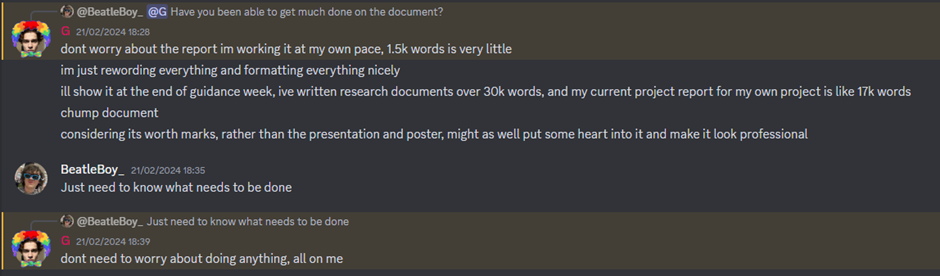 @BeatleBoy_ @G Have you been able to get much done on the document?
G 21/02/2024 18:28
dont worry about the report im working it at my own pace, 1.5k words is very little
im just rewording everything and formatting everything nicely
ill show it at the end of guidance week, ive written research documents over 30k words, and my current project report for my own project is like 17k words
chump document
considering its worth marks, rather than the presentation and poster, might as well put some heart into it and make it look professional
BeatleBoy_ 21/02/2024 18:35
Just need to know what needs to be done
@BeatleBoy_ Just need to know what needs to be done
G 21/02/2024 18:39
dont need to worry about doing anything, all on me